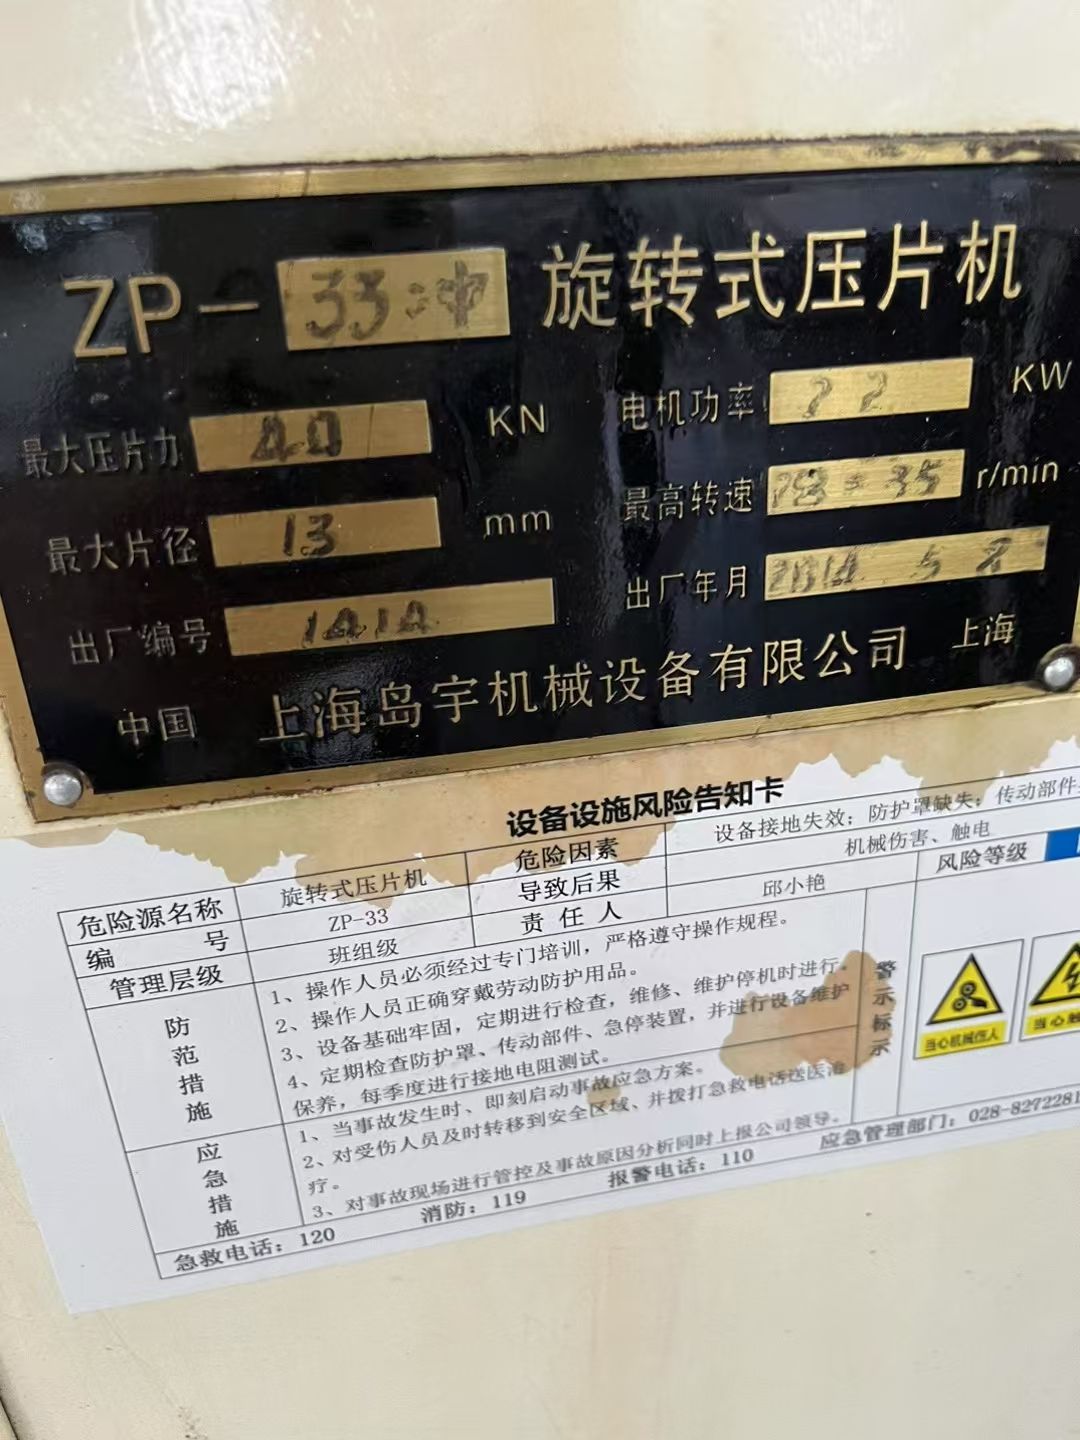 ZP-33冲 旋转式压片机
最大压片力 40 KN 电机功率 22 KW
最大片径 13 mm 最高转速 28-35 r/min
出厂编号 1414 出厂年月 2014.5
中国 上海岛宇机械设备有限公司 上海
设备设施风险告知卡
危险源名称 旋转式压片机 危险因素 设备接地失效；防护罩缺失；传动部件
编号 ZP-33 导致后果 机械伤害、触电
管理层级 班组级 责任人 邱小艳 风险等级
防范措施
1、操作人员必须经过专门培训，严格遵守操作规程。
2、操作人员正确穿戴劳动防护用品。
3、设备基础牢固，定期进行检查，维修、维护停机时进行。
4、定期检查防护罩、传动部件、急停装置，并进行设备维护
保养，每季度进行接地电阻测试。
警示标示
当心机械伤人
当心触
应急措施
1、当事故发生时、即刻启动事故应急方案。
2、对受伤人员及时转移到安全区域、并拨打急救电话送医治
疗。
3、对事故现场进行管控及事故原因分析同时上报公司领导。
急救电话：120 消防：119 报警电话：110 应急管理部门：028-8272281